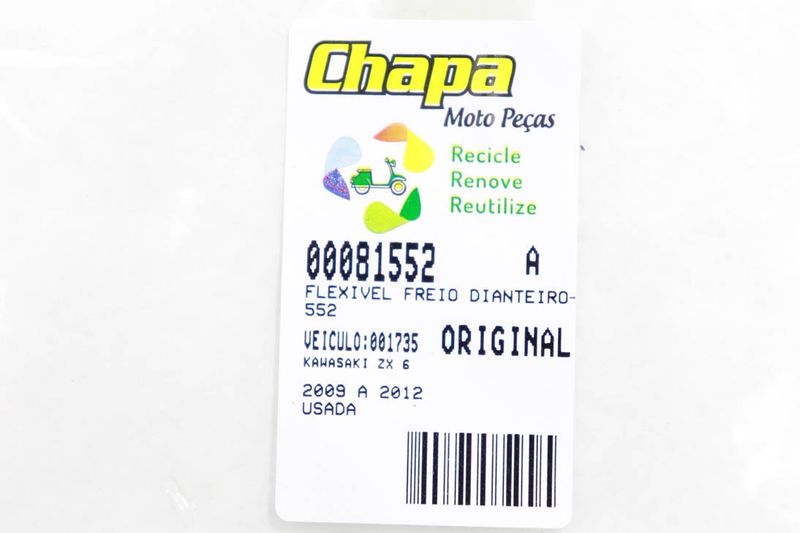 Chapa
Moto Peças
Recicle
Renove
Reutilize
00081552 A
FLEXIVEL FREIO DIANTEIRO-
552
VEICULO:001735 ORIGINAL
KAWASAKI ZX 6
2009 A 2012
USADA